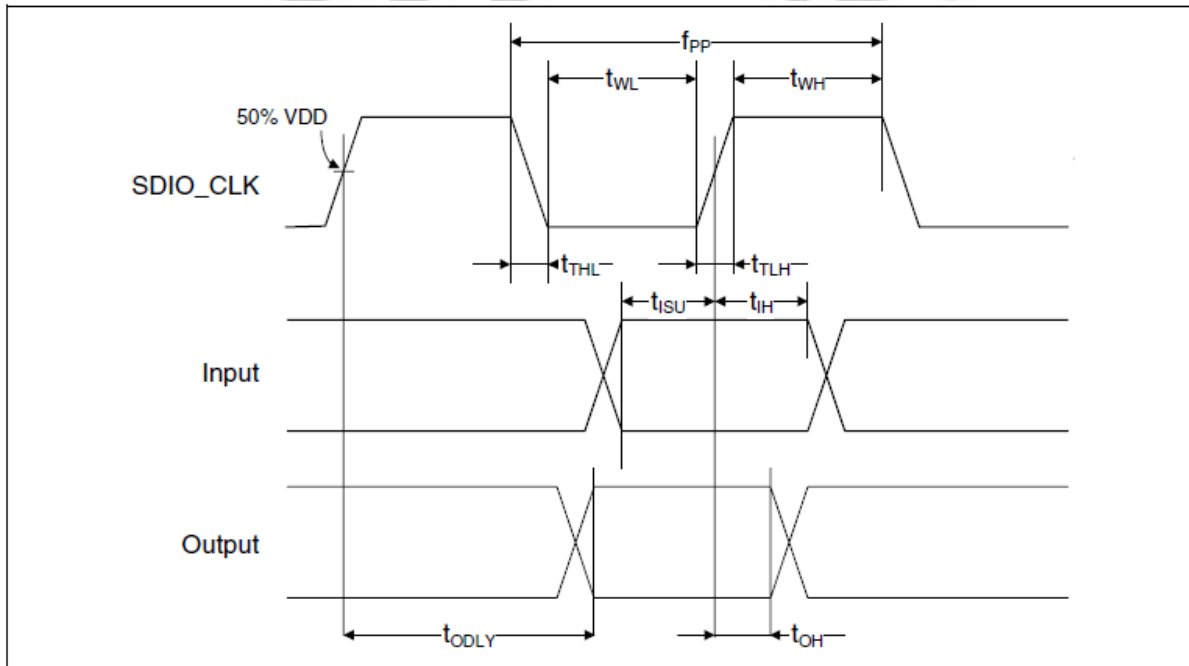 fPP
tWL
tWH
50% VDD
SDIO_CLK
tTHL
tTLH
tISU
tIH
Input
Output
tODLY
tOH